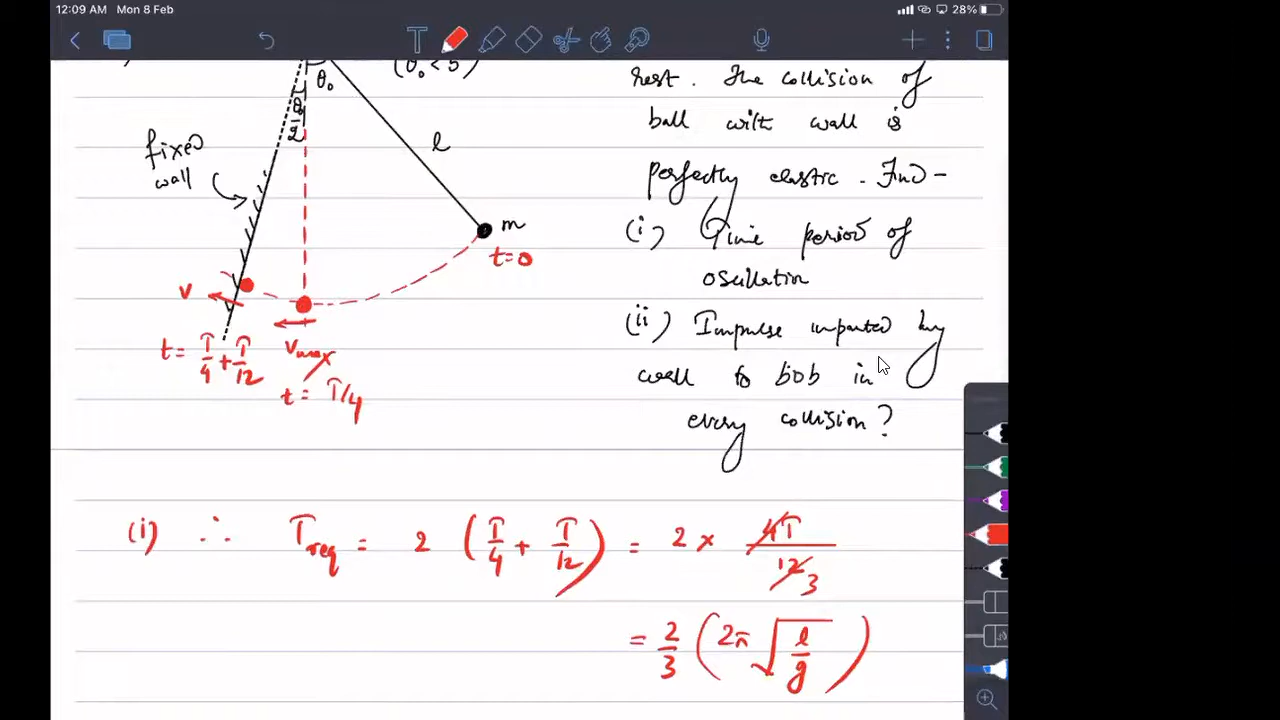 12:09 AM Mon 8 Feb
28%
θ₀
(θ₀ < 5
θ₀/2
l
fixed
wall
m
t=0
v
vmax
t = T/4
t = T/4 + T/12
rest. The collision of
ball with wall is
perfectly elastic. Find -
(i) Time period of
oscillation
(ii) Impulse imparted by
wall to bob in
every collision?
(i) ∴ Treq = 2 (T/4 + T/12) = 2 × 4T/12 3
= 2/3 (2π √(l/g))